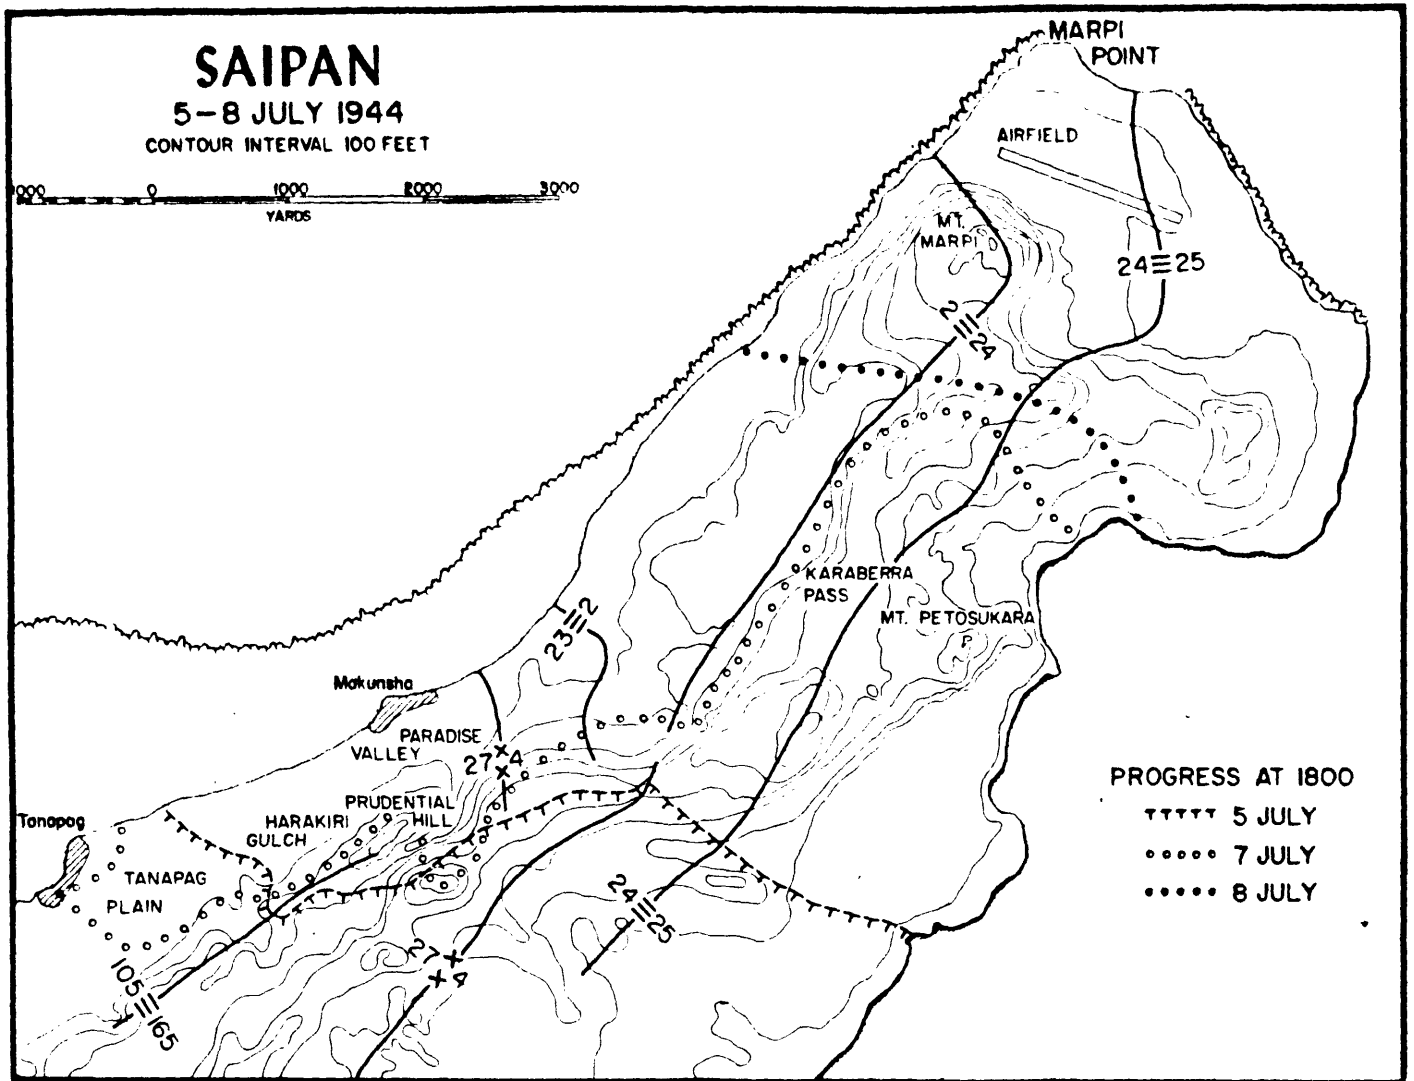 SAIPAN
5-8 JULY 1944
CONTOUR INTERVAL 100 FEET
1000 0 1000 2000 3000
YARDS
MARPI
POINT
AIRFIELD
MT.
MARPI
24 25
2 24
KARABERRA
PASS
MT. PETOSUKARA
23 2
Makunsha
PARADISE
VALLEY
27 4
PRUDENTIAL
HILL
HARAKIRI
GULCH
Tanapag
TANAPAG
PLAIN
24 25
27 4
105 165
PROGRESS AT 1800
5 JULY
7 JULY
8 JULY